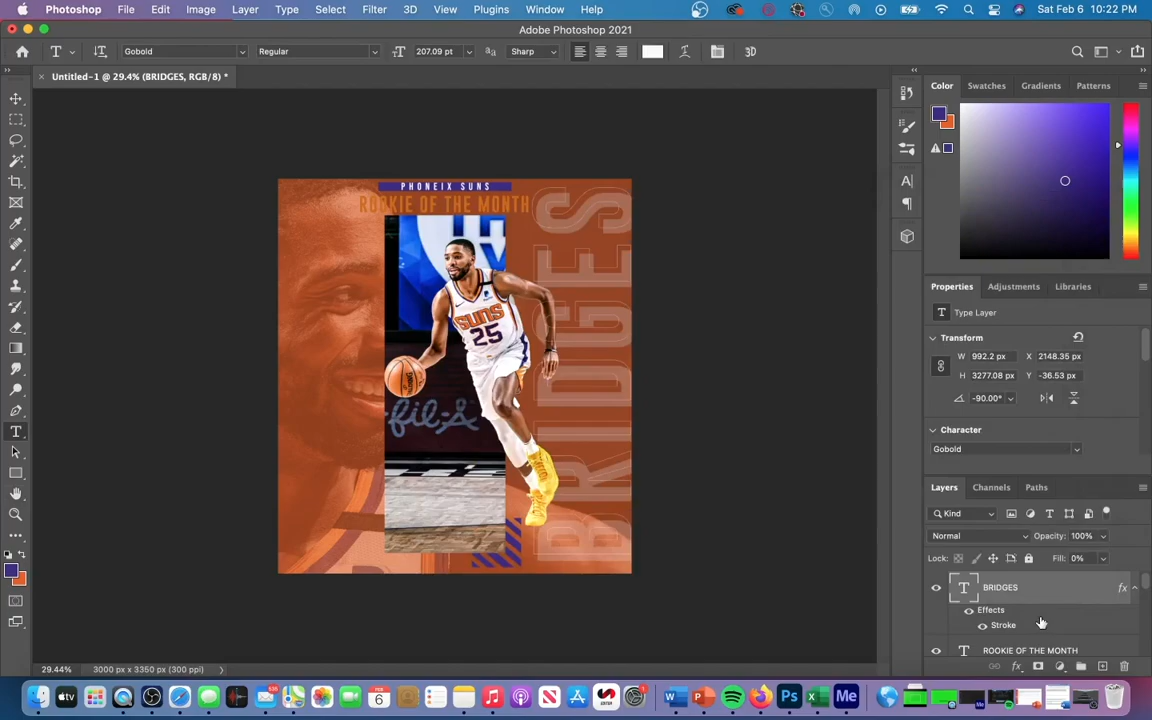 Photoshop File Edit Image Layer Type Select Filter 3D View Plugins Window Help Sat Feb 6 10:22 PM
Adobe Photoshop 2021
T Gobold Regular 207.09 pt Sharp 3D
× Untitled-1 @ 29.4% (BRIDGES, RGB/8) *
Color Swatches Gradients Patterns
PHONEIX SUNS
ROOKIE OF THE MONTH
BRIDGES
SUNS
25
Properties Adjustments Libraries
T Type Layer
Transform
W 992.2 px X 2148.35 px
H 3277.08 px Y -36.53 px
-90.00°
Character
Gobold
Layers Channels Paths
Kind
Normal Opacity: 100%
Lock: Fill: 0%
T BRIDGES fx
Effects
Stroke
T ROOKIE OF THE MONTH
fx
29.44% 3000 px x 3350 px (300 ppi)